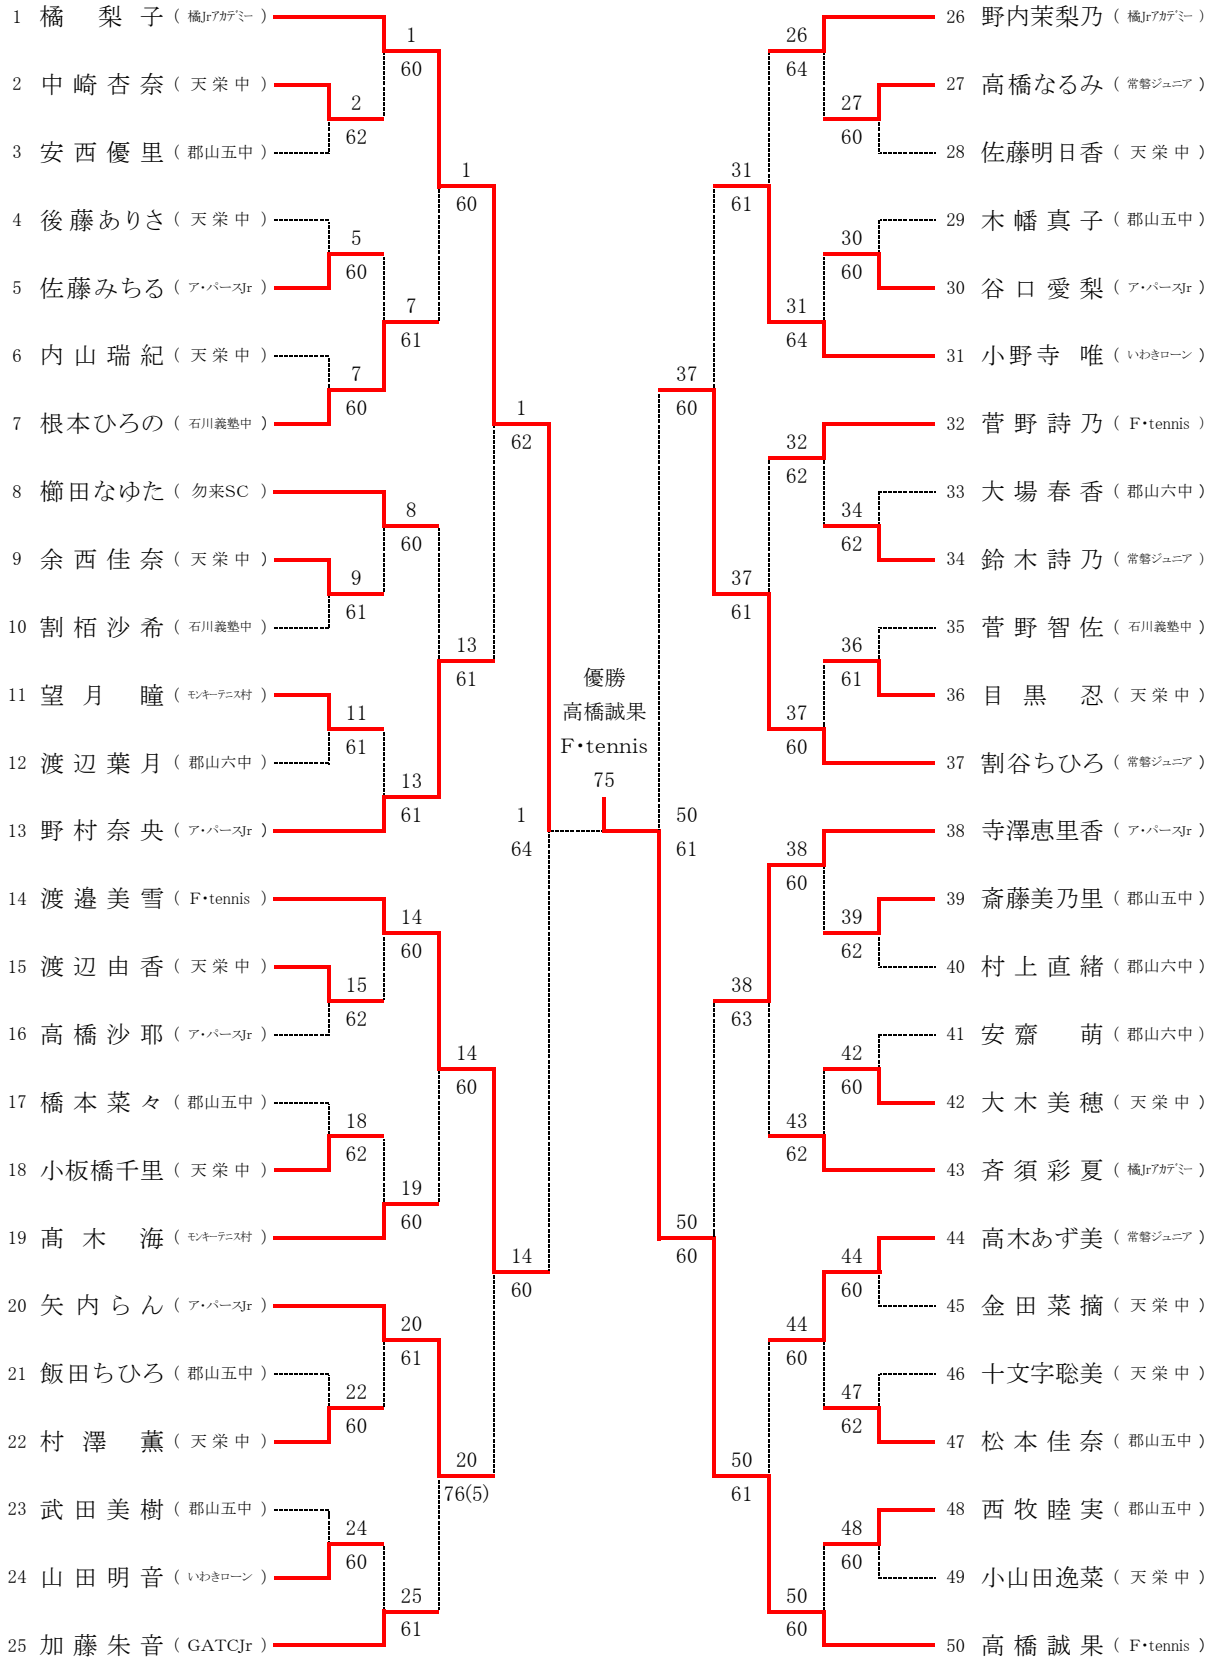 1 橘 梨 子 ( 橘Jrアカデミー )
2 中 崎 杏 奈 ( 天 栄 中 )
3 安 西 優 里 ( 郡山五中 )
4 後 藤 ありさ ( 天 栄 中 )
5 佐藤みちる ( ア・パースJr )
6 内 山 瑞 紀 ( 天 栄 中 )
7 根本ひろの ( 石川義塾中 )
8 櫛田なゆた ( 勿来SC )
9 余 西 佳 奈 ( 天 栄 中 )
10 割 栢 沙 希 ( 石川義塾中 )
11 望 月 瞳 ( モンキーテニス村 )
12 渡 辺 葉 月 ( 郡山六中 )
13 野 村 奈 央 ( ア・パースJr )
14 渡 邉 美 雪 ( F・tennis )
15 渡 辺 由 香 ( 天 栄 中 )
16 高 橋 沙 耶 ( ア・パースJr )
17 橋 本 菜 々 ( 郡山五中 )
18 小板橋千里 ( 天 栄 中 )
19 髙 木 海 ( モンキーテニス村 )
20 矢 内 ら ん ( ア・パースJr )
21 飯田ちひろ ( 郡山五中 )
22 村 澤 薫 ( 天 栄 中 )
23 武 田 美 樹 ( 郡山五中 )
24 山 田 明 音 ( いわきローン )
25 加 藤 朱 音 ( GATCJr )
2
62
5
60
7
60
9
61
11
61
15
62
18
62
22
60
24
60
1
60
7
61
8
60
13
61
14
60
19
60
20
61
25
61
1
60
13
61
14
60
20
76(5)
1
62
14
60
1
64
優勝
高橋誠果
F・tennis
75
50
61
37
60
50
60
31
61
37
61
38
63
50
61
26
64
31
64
32
62
37
60
38
60
43
62
44
60
50
60
27
60
30
60
34
62
36
61
39
62
42
60
44
60
47
62
48
60
26 野内茉梨乃 ( 橘Jrアカデミー )
27 高橋なるみ ( 常磐ジュニア )
28 佐藤明日香 ( 天 栄 中 )
29 木 幡 真 子 ( 郡山五中 )
30 谷 口 愛 梨 ( ア・パースJr )
31 小野寺 唯 ( いわきローン )
32 菅 野 詩 乃 ( F・tennis )
33 大 場 春 香 ( 郡山六中 )
34 鈴 木 詩 乃 ( 常磐ジュニア )
35 菅 野 智 佐 ( 石川義塾中 )
36 目 黒 忍 ( 天 栄 中 )
37 割谷ちひろ ( 常磐ジュニア )
38 寺澤恵里香 ( ア・パースJr )
39 斎藤美乃里 ( 郡山五中 )
40 村 上 直 緒 ( 郡山六中 )
41 安 齋 萌 ( 郡山六中 )
42 大 木 美 穂 ( 天 栄 中 )
43 斉 須 彩 夏 ( 橘Jrアカデミー )
44 高木あず美 ( 常磐ジュニア )
45 金 田 菜 摘 ( 天 栄 中 )
46 十文字聡美 ( 天 栄 中 )
47 松 本 佳 奈 ( 郡山五中 )
48 西 牧 睦 実 ( 郡山五中 )
49 小山田逸菜 ( 天 栄 中 )
50 高 橋 誠 果 ( F・tennis )